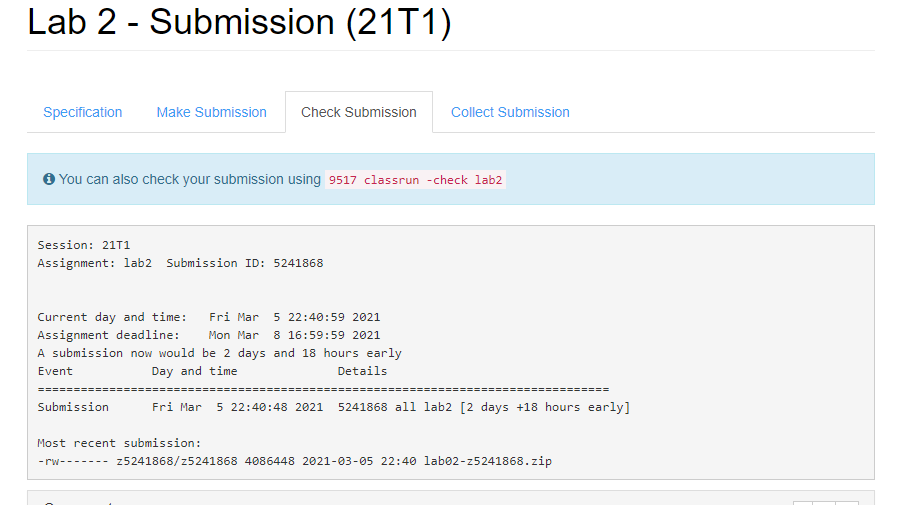 Lab 2 - Submission (21T1)
Specification Make Submission Check Submission Collect Submission
You can also check your submission using 9517 classrun -check lab2
Session: 21T1
Assignment: lab2  Submission ID: 5241868
Current day and time:   Fri Mar  5 22:40:59 2021
Assignment deadline:    Mon Mar  8 16:59:59 2021
A submission now would be 2 days and 18 hours early
Event           Day and time              Details
================================================================================
Submission      Fri Mar  5 22:40:48 2021  5241868 all lab2 [2 days +18 hours early]
Most recent submission:
-rw------- z5241868/z5241868 4086448 2021-03-05 22:40 lab02-z5241868.zip